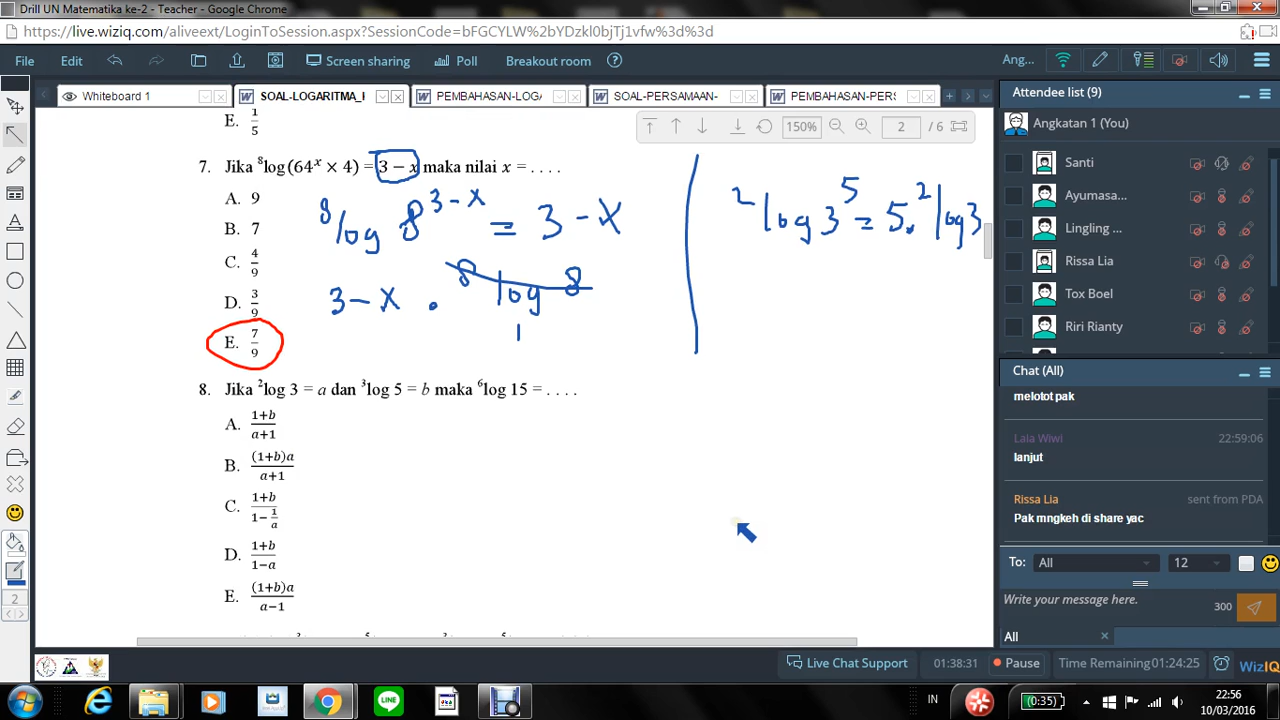 Drill UN Matematika ke-2 - Teacher - Google Chrome
https://live.wiziq.com/aliveext/LoginToSession.aspx?SessionCode=bFGCYLW%2bYDzkl0bjTj1vfw%3d%3d
File Edit Screen sharing Poll Breakout room Ang...
Whiteboard 1 SOAL-LOGARITMA_I PEMBAHASAN-LOGA SOAL-PERSAMAAN- PEMBAHASAN-PERS
150% 2 / 6
E. 1/5
7. Jika ⁸log(64ˣ × 4) = 3 − x maka nilai x = . . . .
A. 9
B. 7
C. 4/9
D. 3/9
E. 7/9
⁸log 8³⁻ˣ = 3 − x
3 − x . ⁸log 8
1
²log 3⁵ = 5. ²log 3
8. Jika ²log 3 = a dan ³log 5 = b maka ⁶log 15 = . . . .
A. (1+b)/(a+1)
B. (1+b)a/(a+1)
C. (1+b)/(1−1/a)
D. (1+b)/(1−a)
E. (1+b)a/(a−1)
Attendee list (9)
Angkatan 1 (You)
Santi
Ayumasa...
Lingling ...
Rissa Lia
Tox Boel
Riri Rianty
Chat (All)
melotot pak
Lala Wiwi 22:59:06
lanjut
Rissa Lia sent from PDA
Pak mngkeh di share yac
To: All 12
Write your message here. 300
All
2
Live Chat Support 01:38:31 Pause Time Remaining 01:24:25 WizIQ
LINE IN (0:35) 22:56
10/03/2016